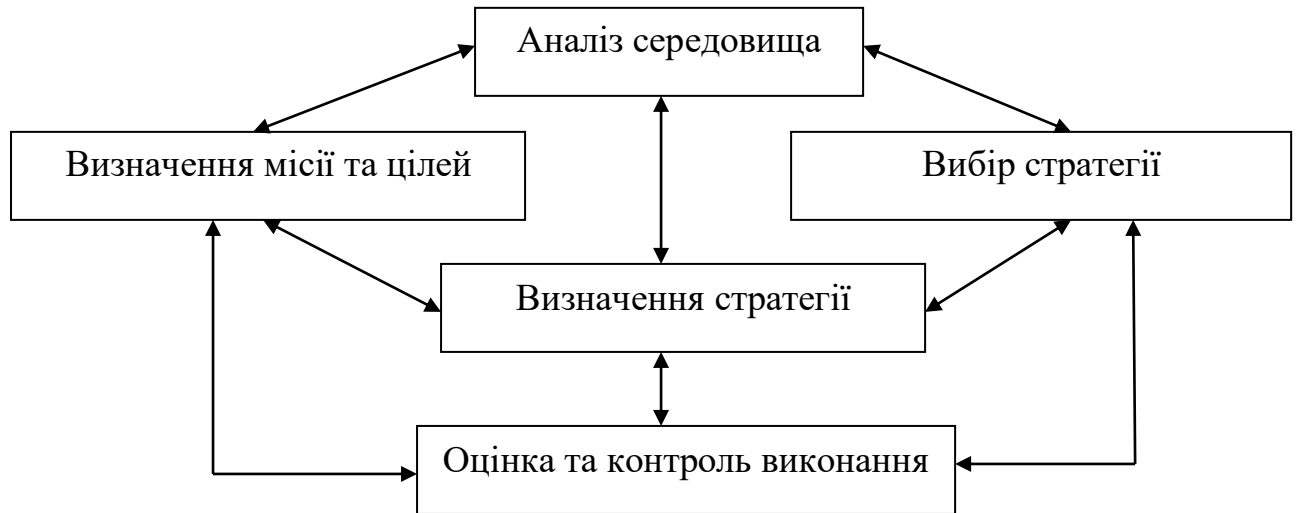 Аналіз середовища
Визначення місії та цілей
Вибір стратегії
Визначення стратегії
Оцінка та контроль виконання